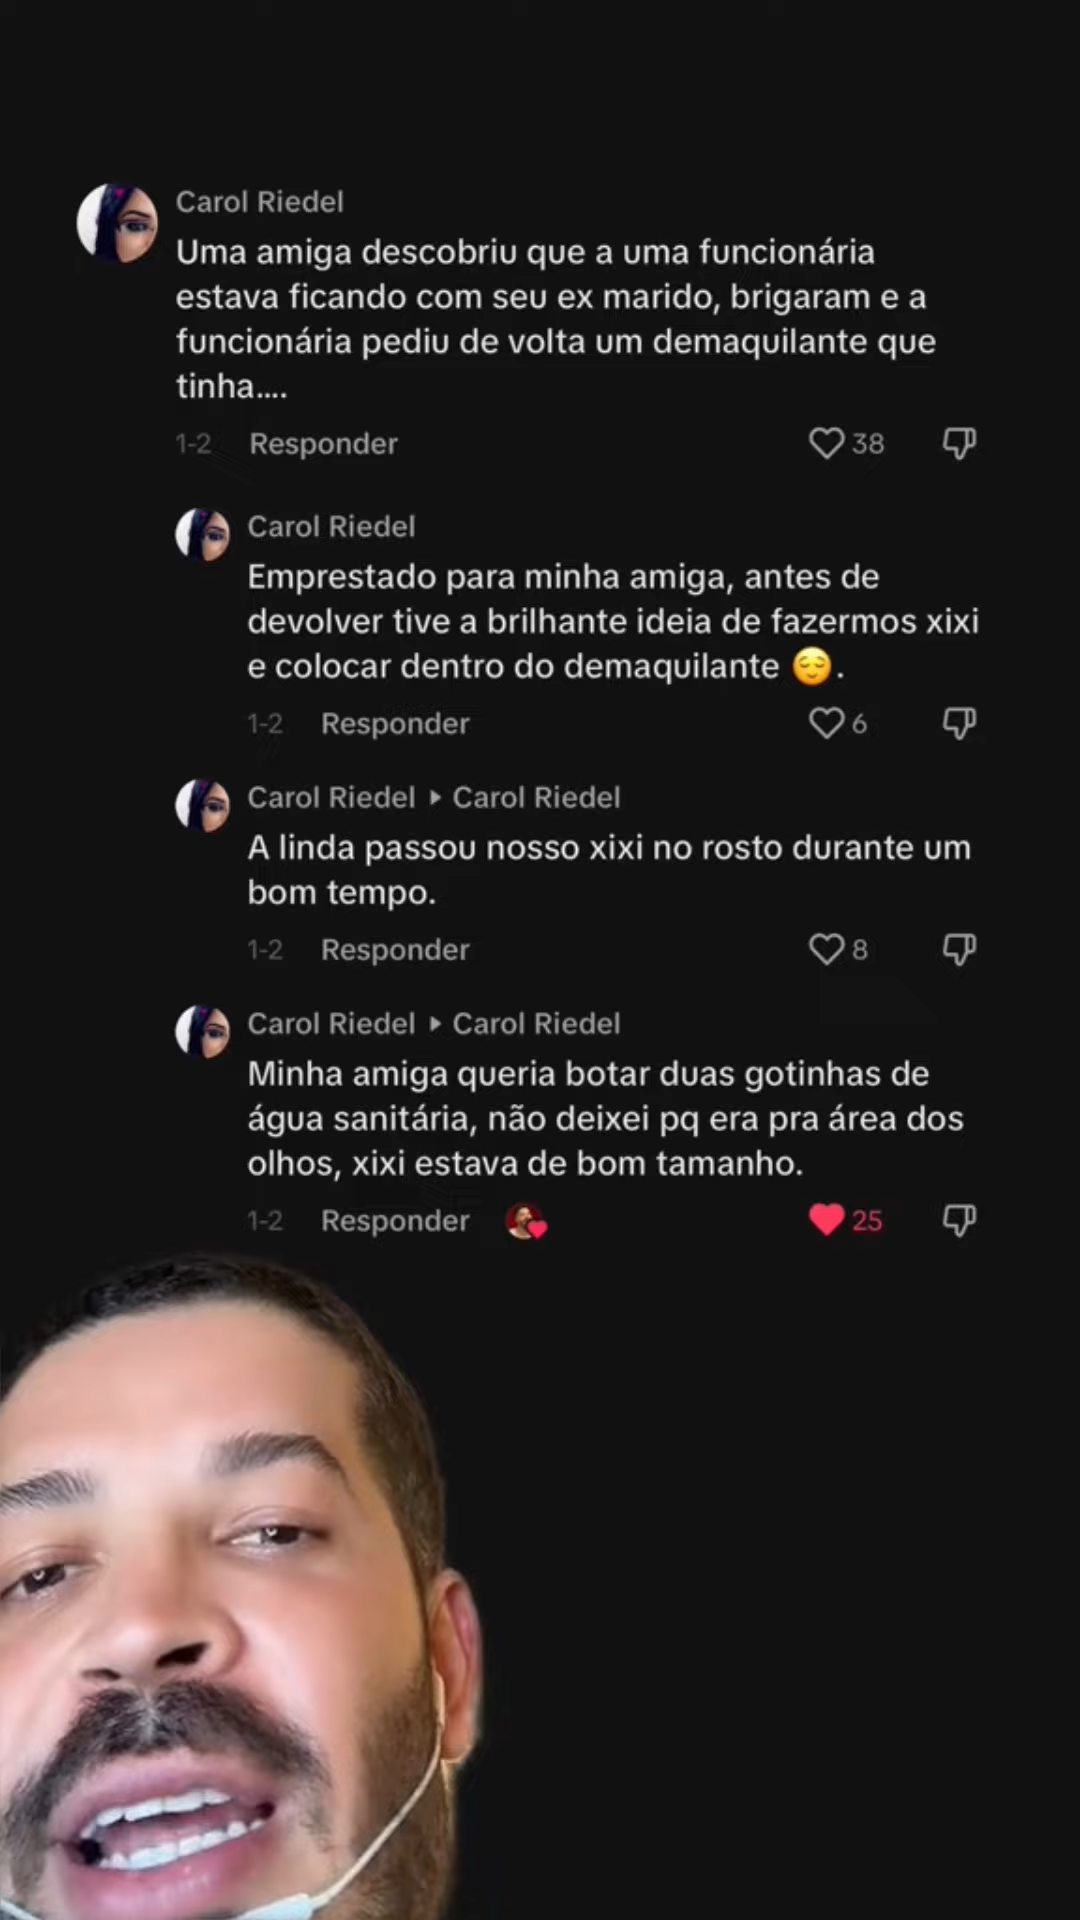 Carol Riedel
Uma amiga descobriu que a uma funcionária
estava ficando com seu ex marido, brigaram e a
funcionária pediu de volta um demaquilante que
tinha....
1-2 Responder 38
Carol Riedel
Emprestado para minha amiga, antes de
devolver tive a brilhante ideia de fazermos xixi
e colocar dentro do demaquilante 😌.
1-2 Responder 6
Carol Riedel ▸ Carol Riedel
A linda passou nosso xixi no rosto durante um
bom tempo.
1-2 Responder 8
Carol Riedel ▸ Carol Riedel
Minha amiga queria botar duas gotinhas de
água sanitária, não deixei pq era pra área dos
olhos, xixi estava de bom tamanho.
1-2 Responder 25